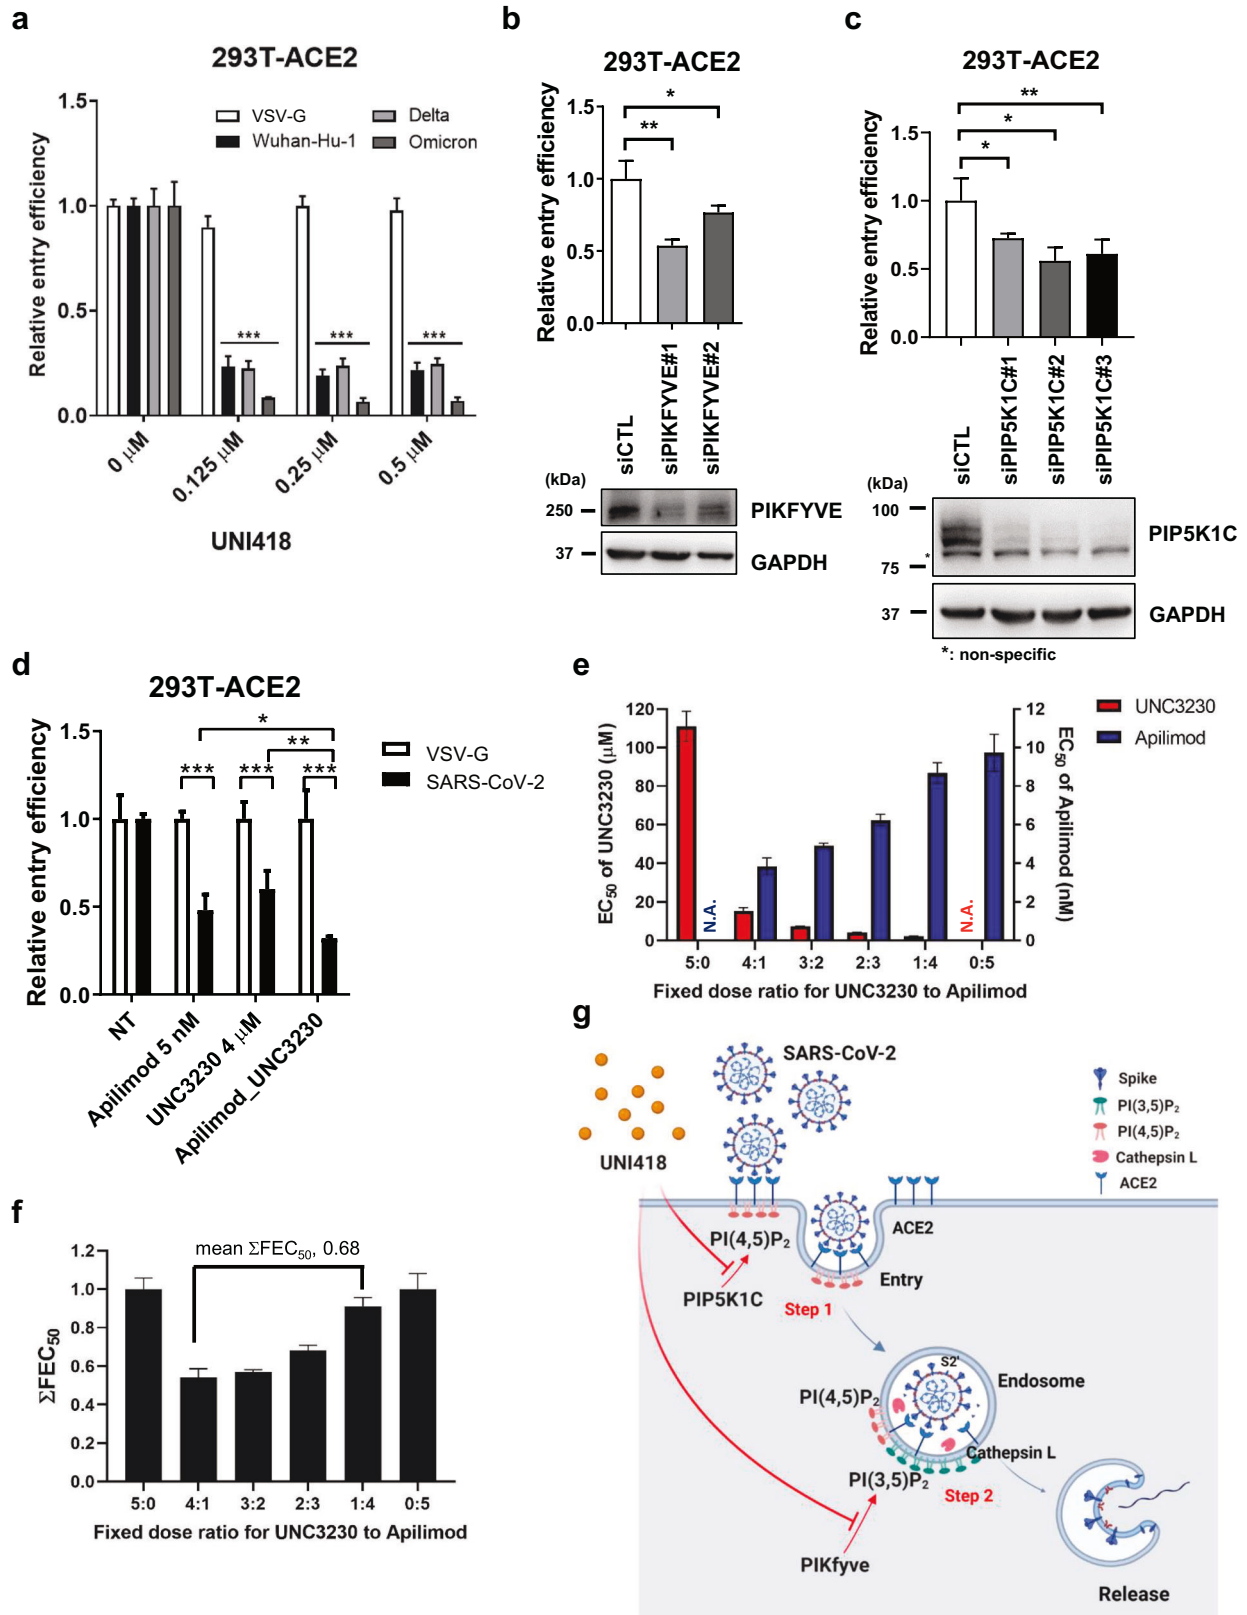 a
293T-ACE2
Relative entry efficiency
1.5
1.0
0.5
0.0
VSV-G
Wuhan-Hu-1
Delta
Omicron
***
***
***
0 μM
0.125 μM
0.25 μM
0.5 μM
UNI418
b
293T-ACE2
Relative entry efficiency
1.5
1.0
0.5
0.0
*
**
siCTL
siPIKFYVE#1
siPIKFYVE#2
(kDa)
250
PIKFYVE
37
GAPDH
c
293T-ACE2
Relative entry efficiency
1.5
1.0
0.5
0.0
**
*
*
siCTL
siPIP5K1C#1
siPIP5K1C#2
siPIP5K1C#3
(kDa)
100
PIP5K1C
*
75
37
GAPDH
*: non-specific
d
293T-ACE2
Relative entry efficiency
1.5
1.0
0.5
0.0
*
**
***
***
***
VSV-G
SARS-CoV-2
NT
Apilimod 5 nM
UNC3230 4 μM
Apilimod_UNC3230
e
EC50 of UNC3230 (μM)
120
100
80
60
40
20
0
N.A.
N.A.
12
10
8
6
4
2
0
EC50 of Apilimod (nM)
UNC3230
Apilimod
5:0 4:1 3:2 2:3 1:4 0:5
Fixed dose ratio for UNC3230 to Apilimod
f
ΣFEC50
1.2
1.0
0.8
0.6
0.4
0.2
0.0
mean ΣFEC50, 0.68
5:0 4:1 3:2 2:3 1:4 0:5
Fixed dose ratio for UNC3230 to Apilimod
g
SARS-CoV-2
UNI418
Spike
PI(3,5)P2
PI(4,5)P2
Cathepsin L
ACE2
ACE2
PI(4,5)P2
Entry
PIP5K1C
Step 1
S2'
Endosome
PI(4,5)P2
Cathepsin L
PI(3,5)P2
Step 2
PIKfyve
Release